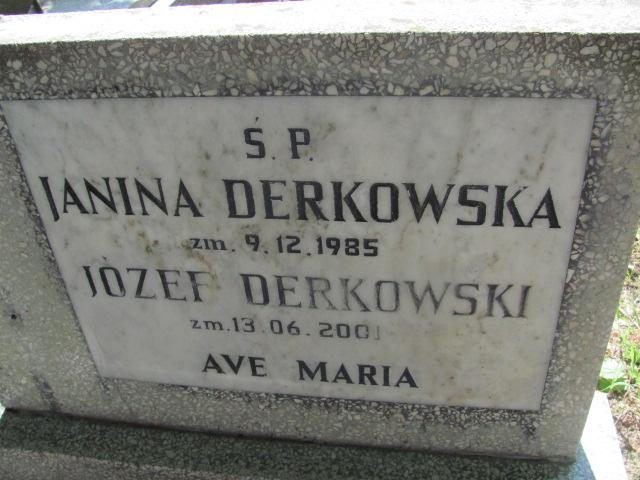 Ś. P.
JANINA DERKOWSKA
zm. 9.12.1985
JÓZEF DERKOWSKI
zm. 13.06.2001
AVE MARIA